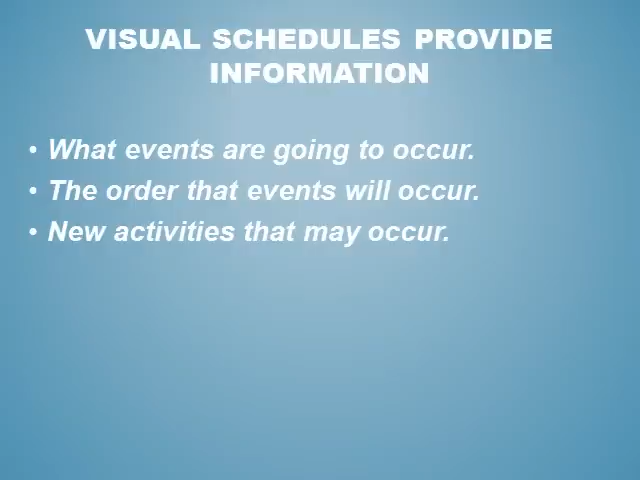 VISUAL SCHEDULES PROVIDE
INFORMATION
• What events are going to occur.
• The order that events will occur.
• New activities that may occur.